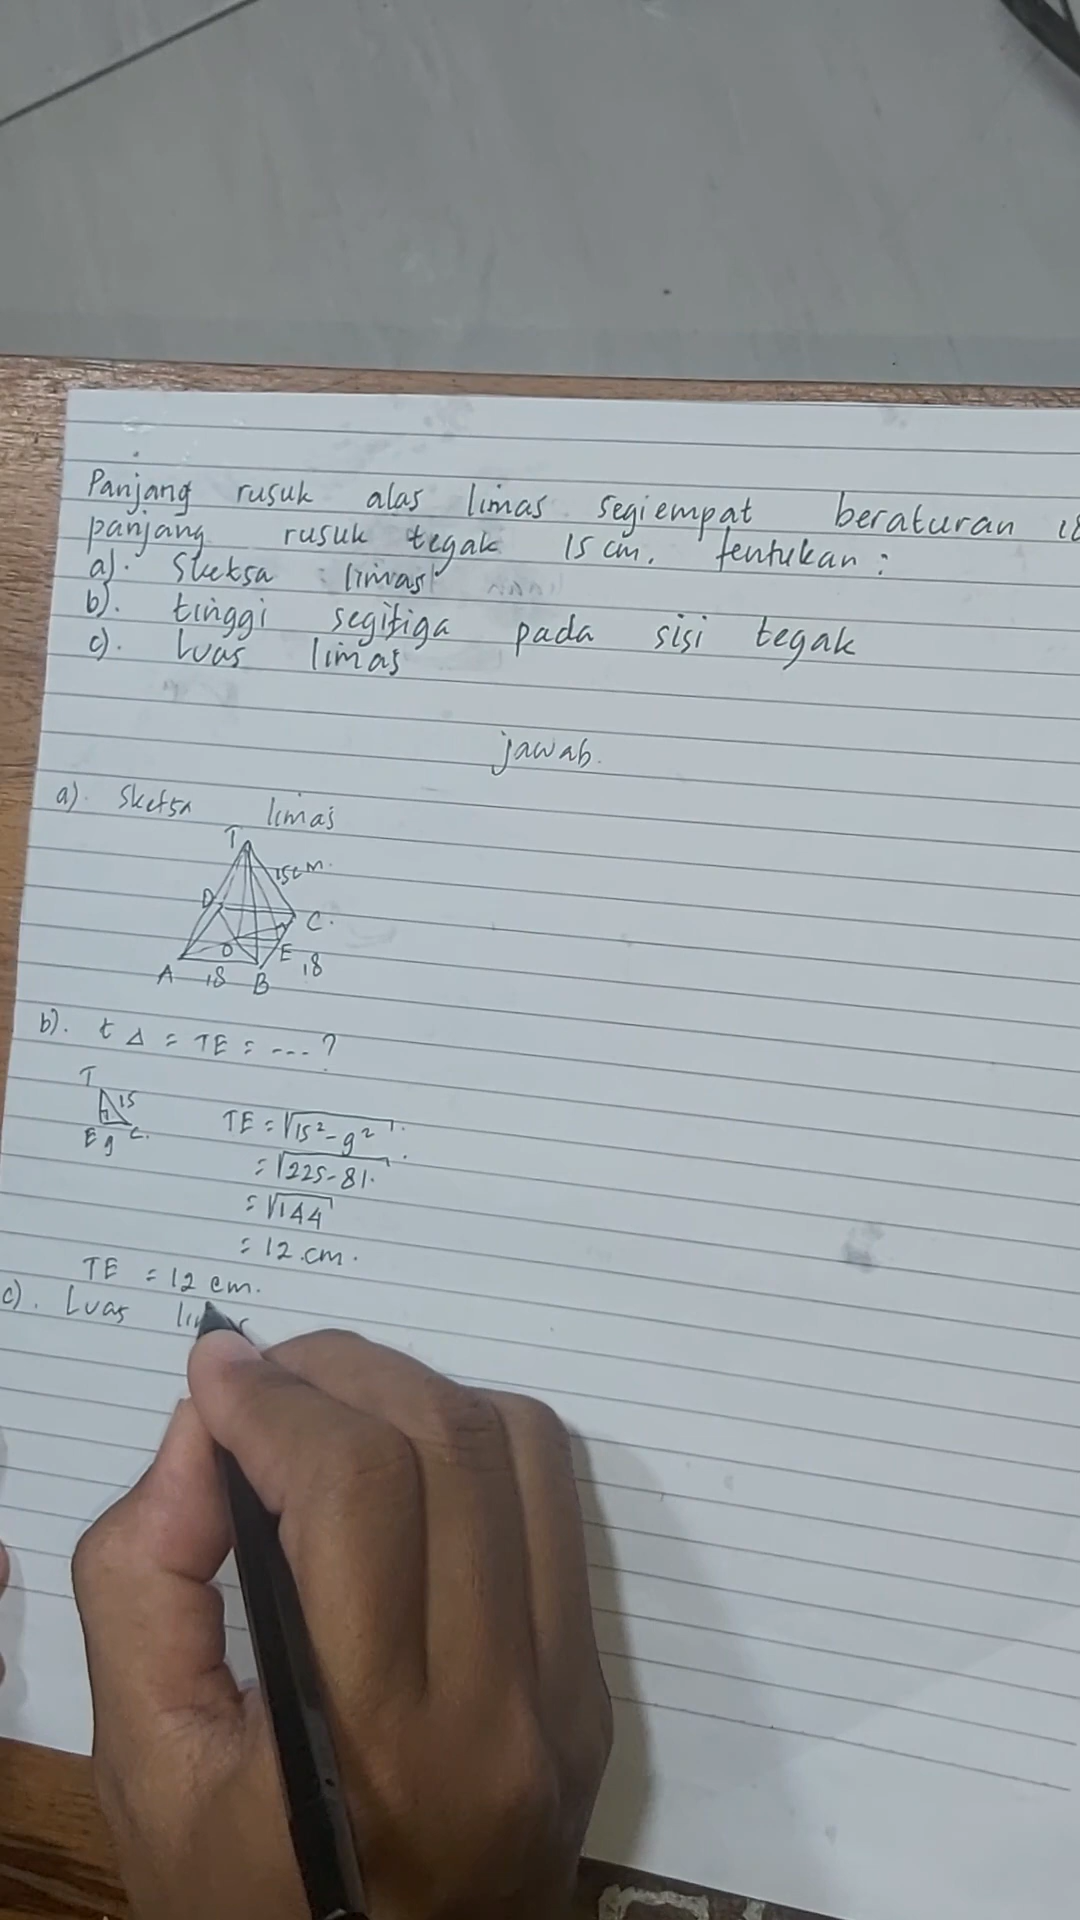 Panjang rusuk alas limas segiempat beraturan 18
panjang rusuk tegak 15 cm. tentukan:
a). Sketsa limas
b). tinggi segitiga pada sisi tegak
c). Luas limas
jawab.
a). Sketsa limas
T
15cm.
D
C.
O
E
18
A
18
B
b). t Δ = TE = ---?
T
15
E 9 C.
TE = √15² - 9²
= √225 - 81.
= √144
= 12 cm.
TE = 12 cm.
c). Luas